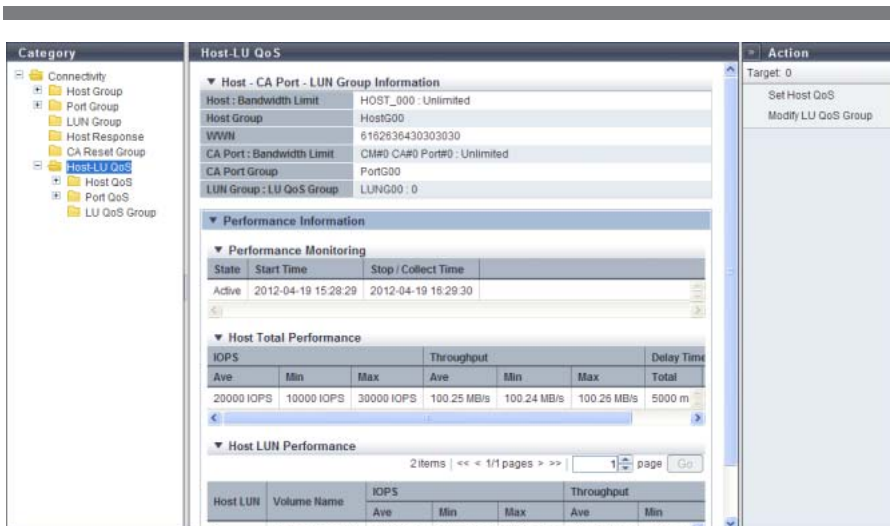 Category
Connectivity
Host Group
Port Group
LUN Group
Host Response
CA Reset Group
Host-LU QoS
Host QoS
Port QoS
LU QoS Group
Host-LU QoS
Host - CA Port - LUN Group Information
Host : Bandwidth Limit HOST_000 : Unlimited
Host Group HostG00
WWN 6162636430303030
CA Port : Bandwidth Limit CM#0 CA#0 Port#0 : Unlimited
CA Port Group PortG00
LUN Group : LU QoS Group LUNG00 : 0
Performance Information
Performance Monitoring
State Start Time Stop / Collect Time
Active 2012-04-19 15:28:29 2012-04-19 16:29:30
Host Total Performance
IOPS Throughput Delay Time
Ave Min Max Ave Min Max Total
20000 IOPS 10000 IOPS 30000 IOPS 100.25 MB/s 100.24 MB/s 100.26 MB/s 5000 m
Host LUN Performance
2 items | << < 1/1 pages > >> | 1 page Go
Host LUN Volume Name IOPS Throughput
Ave Min Max Ave Min
» Action
Target: 0
Set Host QoS
Modify LU QoS Group